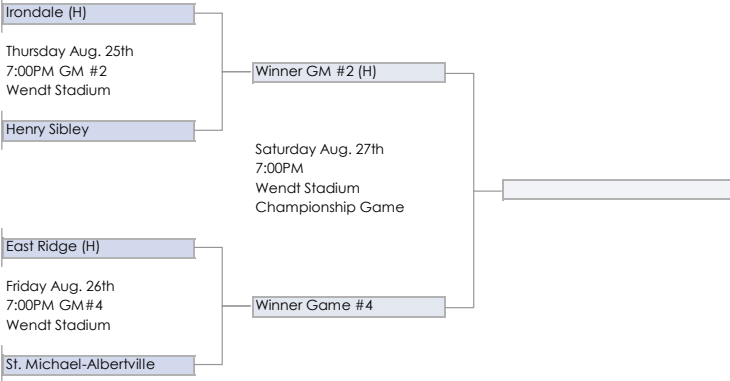 Irondale (H)
Thursday Aug. 25th
7:00PM GM #2
Wendt Stadium
Henry Sibley
Winner GM #2 (H)
Saturday Aug. 27th
7:00PM
Wendt Stadium
Championship Game
East Ridge (H)
Friday Aug. 26th
7:00PM GM#4
Wendt Stadium
St. Michael-Albertville
Winner Game #4